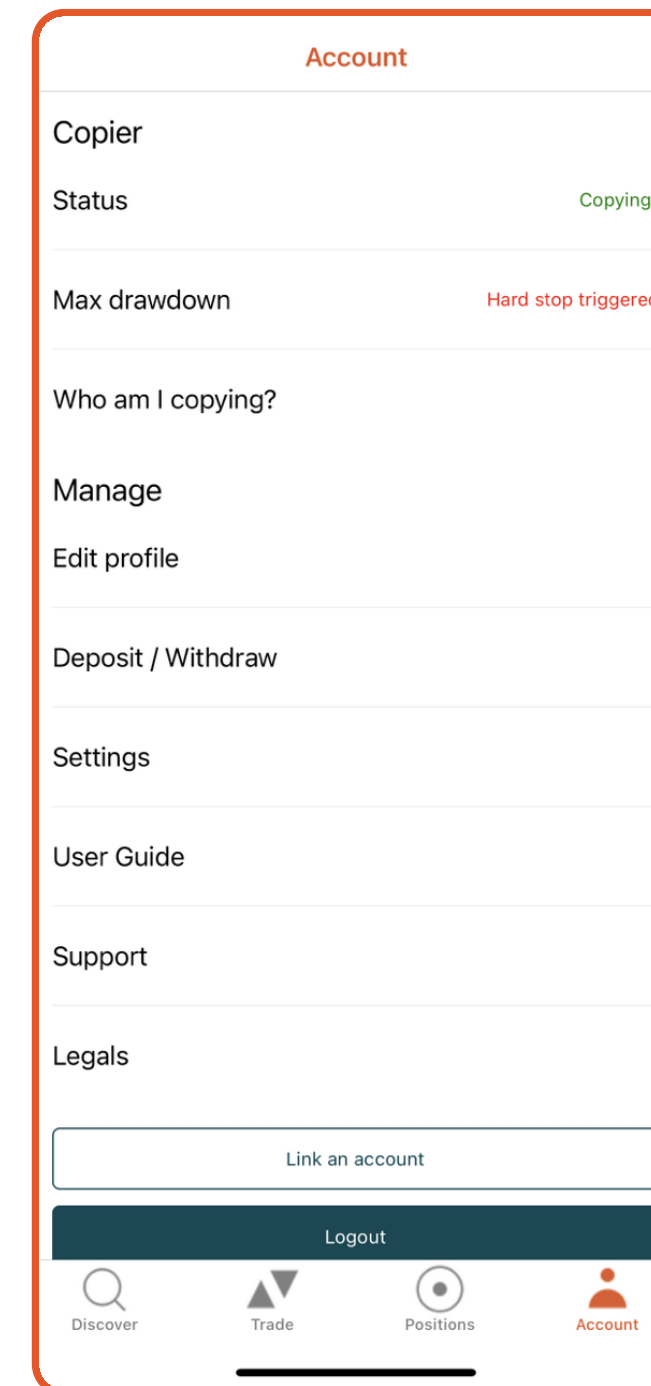 Account
Copier
Status Copying
Max drawdown Hard stop triggered
Who am I copying?
Manage
Edit profile
Deposit / Withdraw
Settings
User Guide
Support
Legals
Link an account
Logout
Discover Trade Positions Account